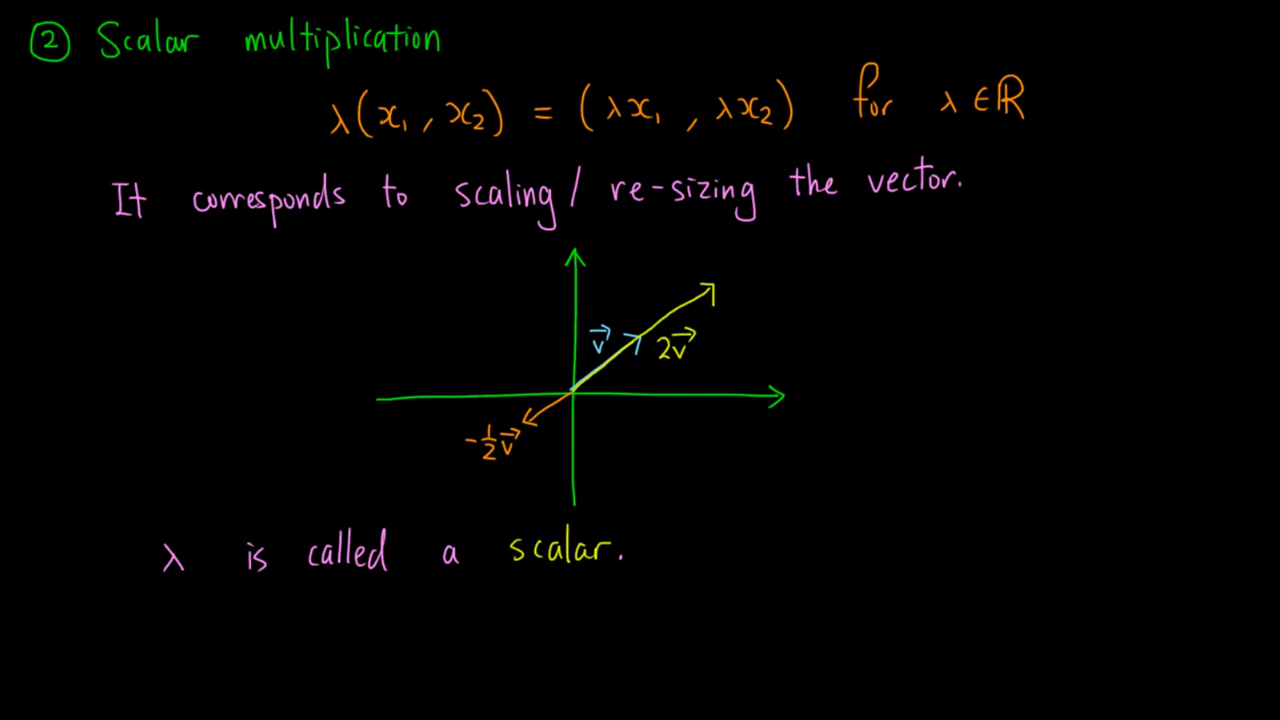 ② Scalar multiplication
λ(x₁, x₂) = (λx₁, λx₂) for λ∈ℝ
It corresponds to scaling/ re-sizing the vector.
v⃗
2v⃗
-½v⃗
λ is called a scalar.